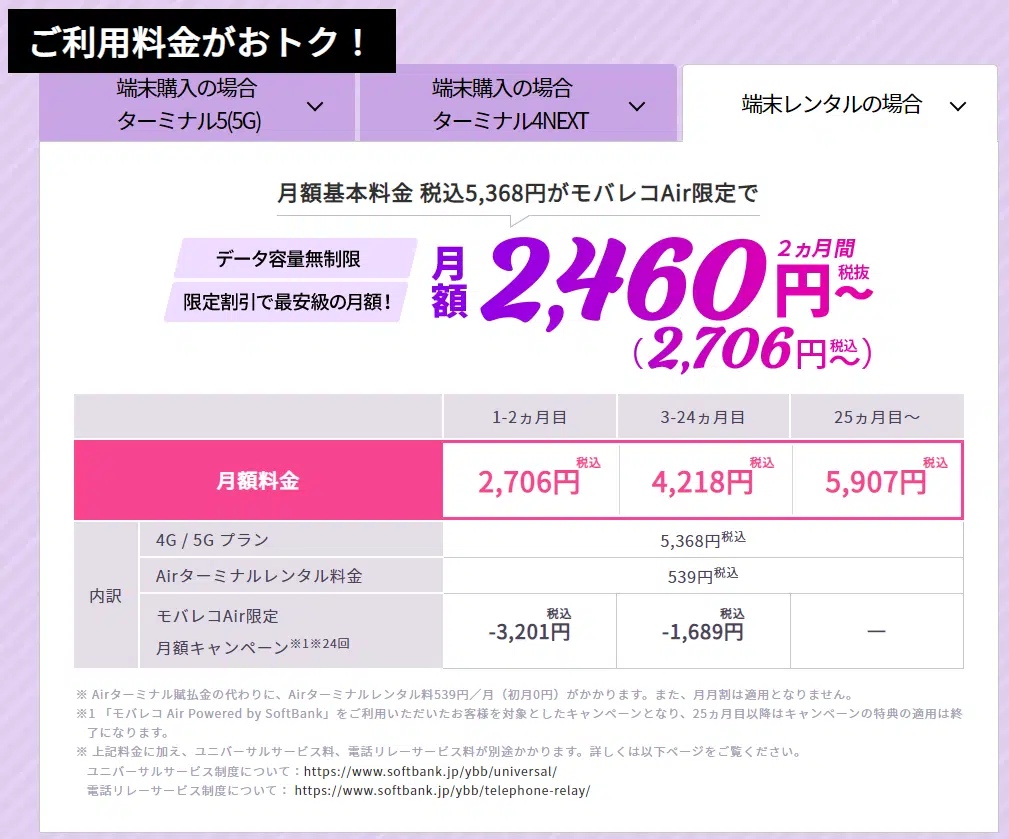 ご利用料金がおトク！
端末購入の場合
ターミナル5(5G)
端末購入の場合
ターミナル4NEXT
端末レンタルの場合
月額基本料金 税込5,368円がモバレコAir限定で
データ容量無制限
限定割引で最安級の月額！
月額 2,460円～ 2ヵ月間 税抜
（2,706円～税込）
1-2ヵ月目 3-24ヵ月目 25ヵ月目～
月額料金 2,706円税込 4,218円税込 5,907円税込
内訳
4G / 5G プラン 5,368円税込
Airターミナルレンタル料金 539円税込
モバレコAir限定
月額キャンペーン※1※24回 -3,201円税込 -1,689円税込 ―
※ Airターミナル賦払金の代わりに、Airターミナルレンタル料539円／月（初月0円）がかかります。また、月月割は適用となりません。
※1 「モバレコ Air Powered by SoftBank」をご利用いただいたお客様を対象としたキャンペーンとなり、25ヵ月目以降はキャンペーンの特典の適用は終
了になります。
※ 上記料金に加え、ユニバーサルサービス料、電話リレーサービス料が別途かかります。詳しくは以下ページをご覧ください。
ユニバーサルサービス制度について：https://www.softbank.jp/ybb/universal/
電話リレーサービス制度について： https://www.softbank.jp/ybb/telephone-relay/